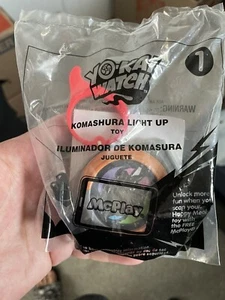 1
YO-KAI
WATCH
WARNING:
KOMASHURA LIGHT UP
TOY
ILUMINADOR DE KOMASURA
JUGUETE
McPlay
Unlock more
fun when you
scan your
Happy Meal
toy with
the FREE
McPlay